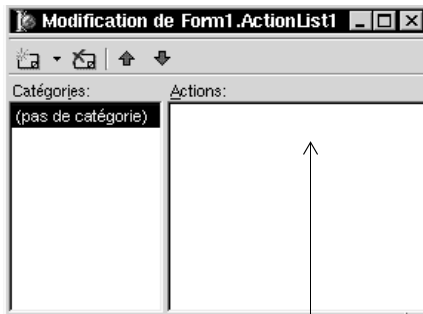 Modification de Form1.ActionList1
Catégories:
Actions:
(pas de catégorie)